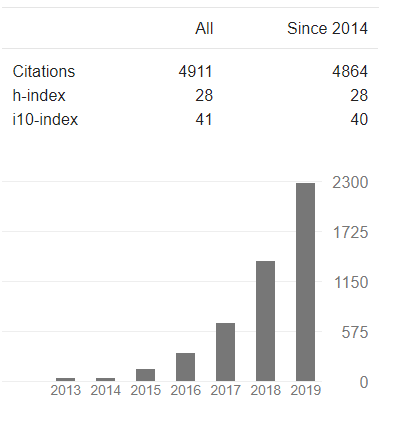 All Since 2014
Citations 4911 4864
h-index 28 28
i10-index 41 40
2300
1725
1150
575
0
2013 2014 2015 2016 2017 2018 2019